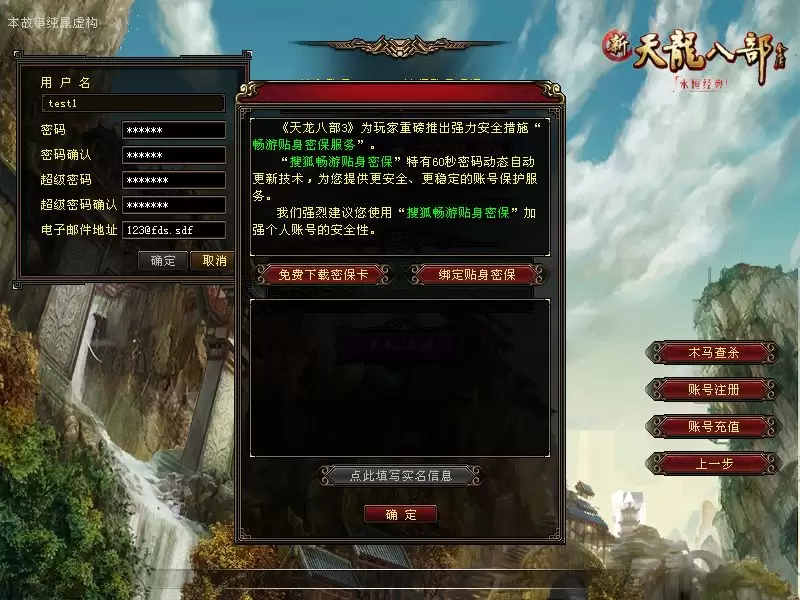 本故事纯属虚构
新天龍八部
「永恒经典」
用户名
test1
密码 ******
密码确认 ******
超级密码 *******
超级密码确认 *******
电子邮件地址 123@fds.sdf
确定 取消
《天龙八部3》为玩家重磅推出强力安全措施“
畅游贴身密保服务”。
“搜狐畅游贴身密保”特有60秒密码动态自动
更新技术，为您提供更安全、更稳定的账号保护服
务。
我们强烈建议您使用“搜狐畅游贴身密保”加
强个人账号的安全性。
免费下载密保卡 绑定贴身密保
点此填写实名信息
确定
木马查杀
账号注册
账号充值
上一步